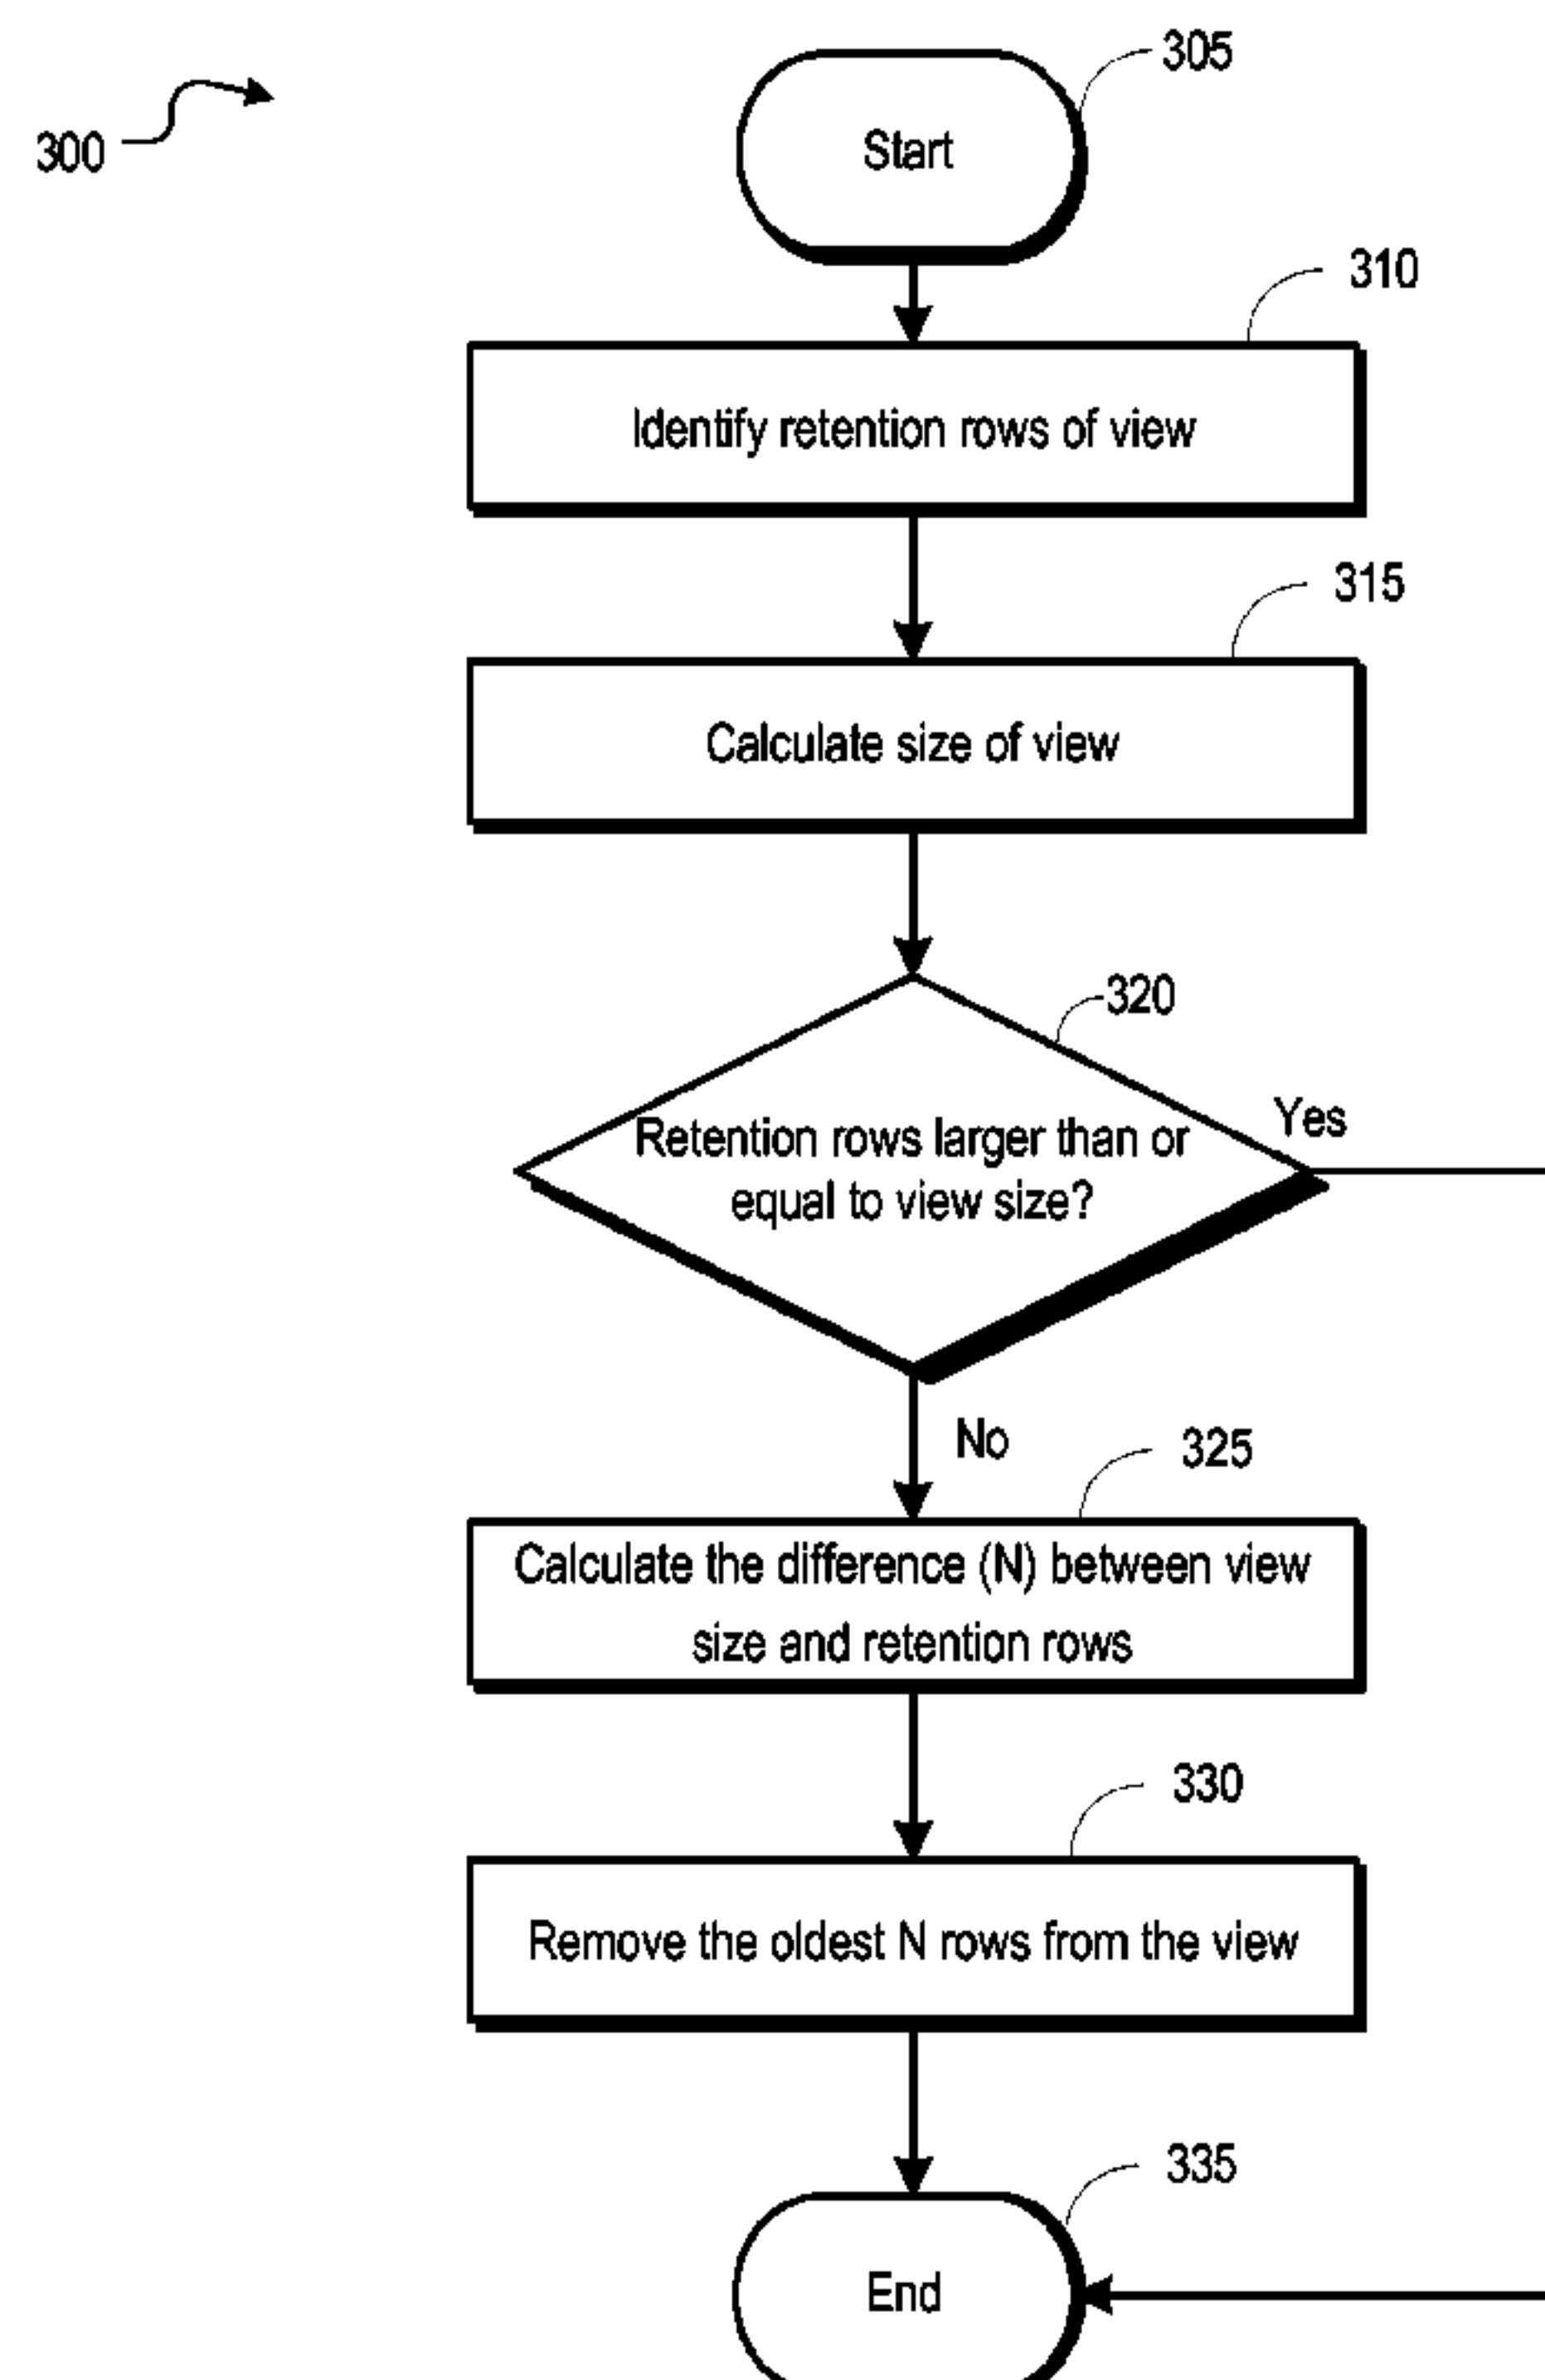 305
300
Start
310
Identify retention rows of view
315
Calculate size of view
320
Yes
Retention rows larger than or
equal to view size?
No
325
Calculate the difference (N) between view
size and retention rows
330
Remove the oldest N rows from the view
335
End